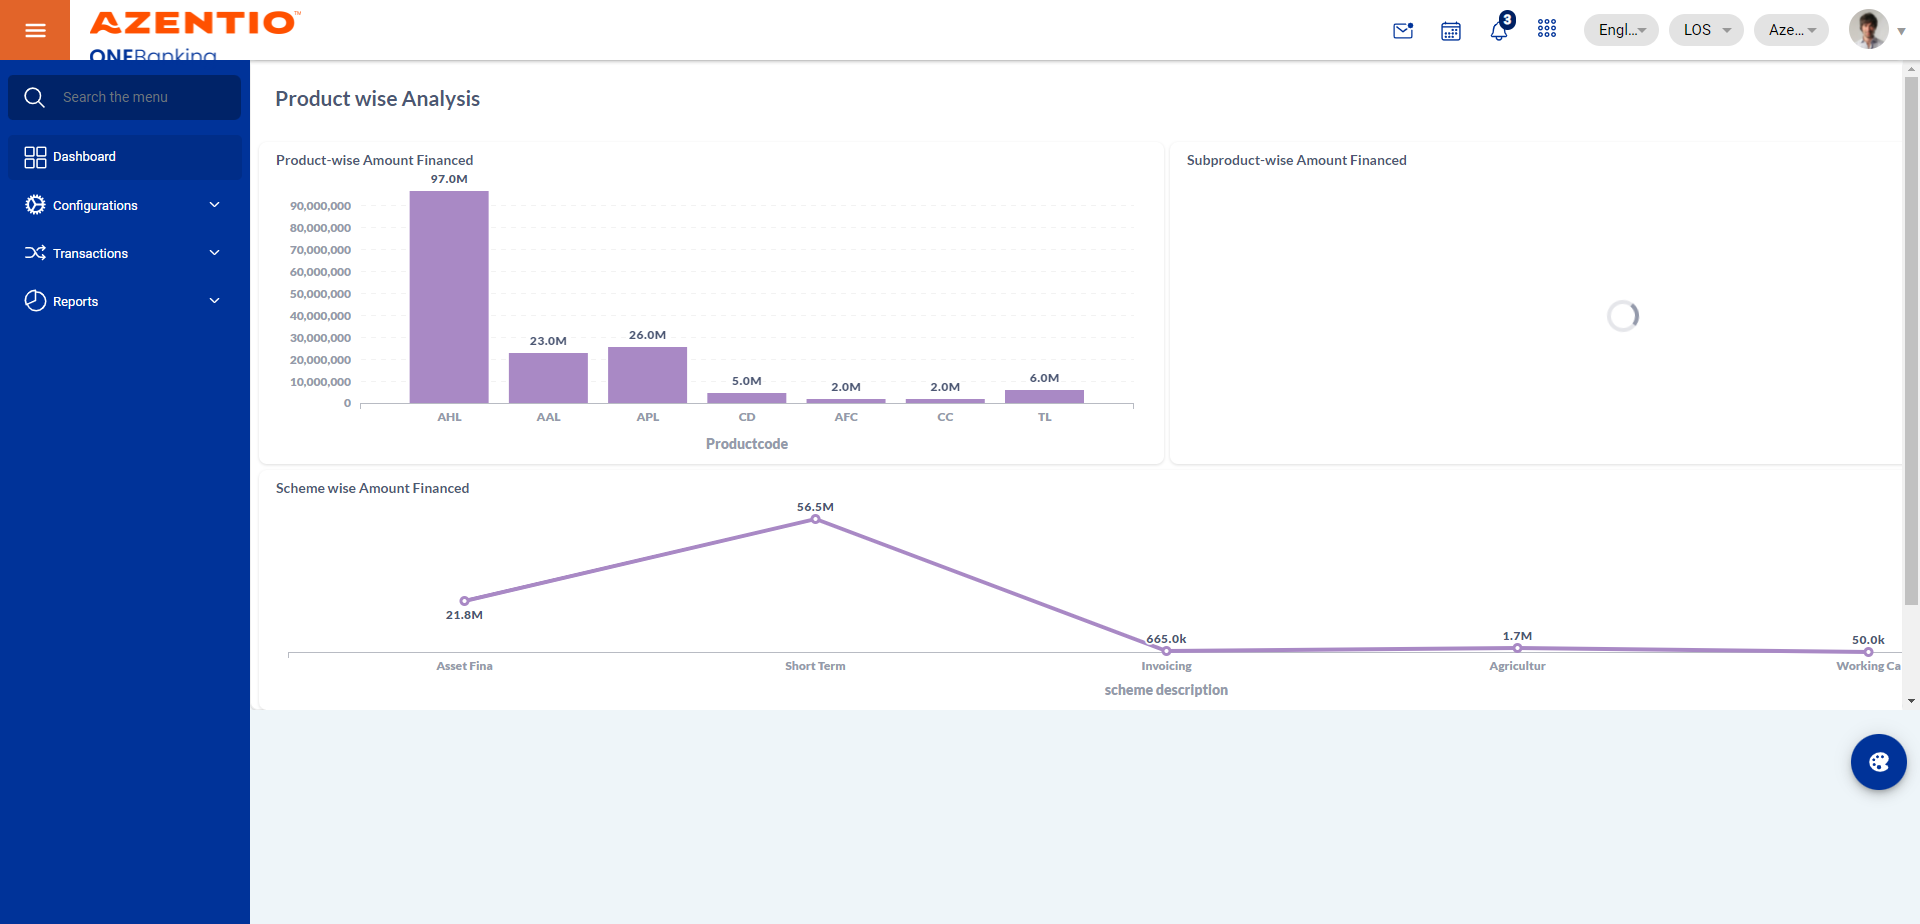 AZENTIO™
ONEBanking
3
Engl...
LOS
Aze...
Search the menu
Dashboard
Configurations
Transactions
Reports
Product wise Analysis
Product-wise Amount Financed
97.0M
90,000,000
80,000,000
70,000,000
60,000,000
50,000,000
40,000,000
30,000,000
20,000,000
10,000,000
0
23.0M
26.0M
5.0M
2.0M
2.0M
6.0M
AHL AAL APL CD AFC CC TL
Productcode
Subproduct-wise Amount Financed
Scheme wise Amount Financed
56.5M
21.8M
665.0k
1.7M
50.0k
Asset Fina Short Term Invoicing Agricultur Working Ca
scheme description